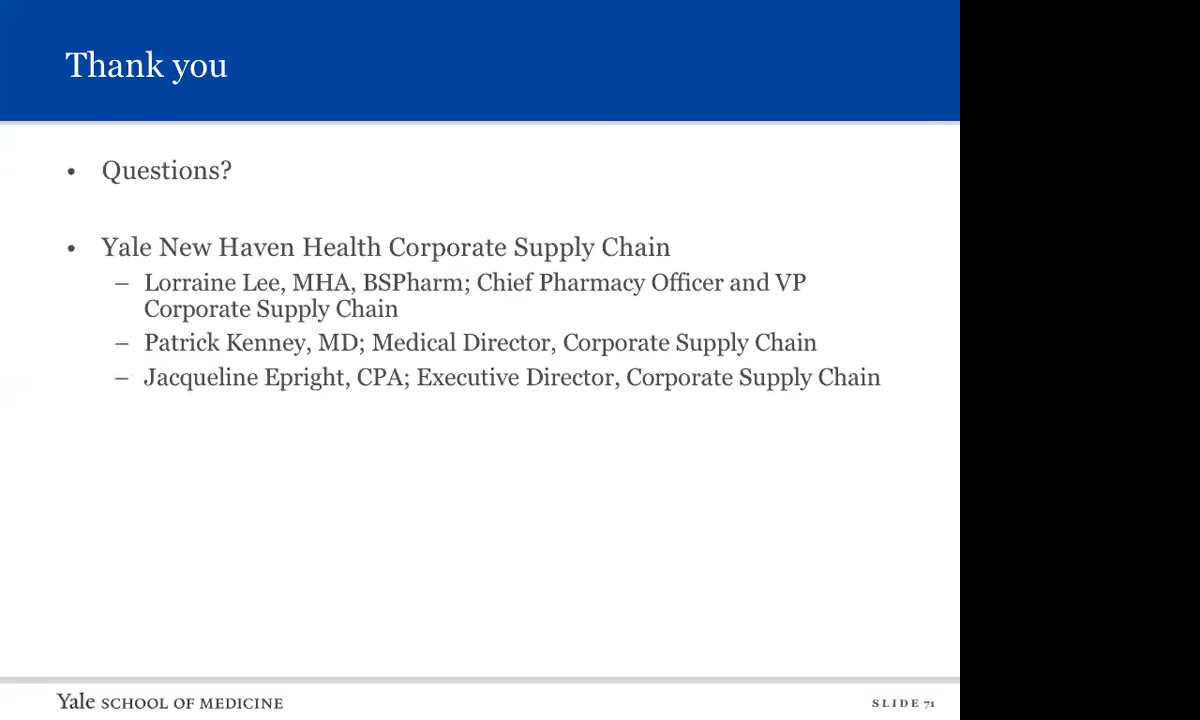 Thank you
• Questions?
• Yale New Haven Health Corporate Supply Chain
– Lorraine Lee, MHA, BSPharm; Chief Pharmacy Officer and VP
Corporate Supply Chain
– Patrick Kenney, MD; Medical Director, Corporate Supply Chain
– Jacqueline Epright, CPA; Executive Director, Corporate Supply Chain
Yale SCHOOL OF MEDICINE
SLIDE 71